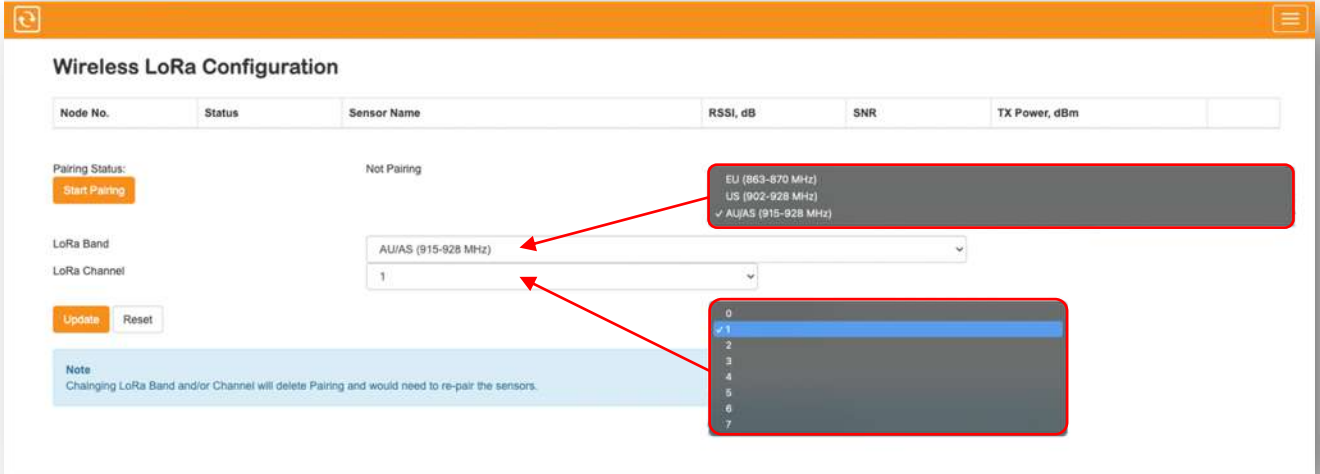 Wireless LoRa Configuration
Node No. Status Sensor Name RSSI, dB SNR TX Power, dBm
Pairing Status: Not Pairing
Start Pairing
EU (863-870 MHz)
US (902-928 MHz)
✓ AU/AS (915-928 MHz)
LoRa Band AU/AS (915-928 MHz)
LoRa Channel 1
Update Reset
0
✓ 1
2
3
4
5
6
7
Note
Chainging LoRa Band and/or Channel will delete Pairing and would need to re-pair the sensors.